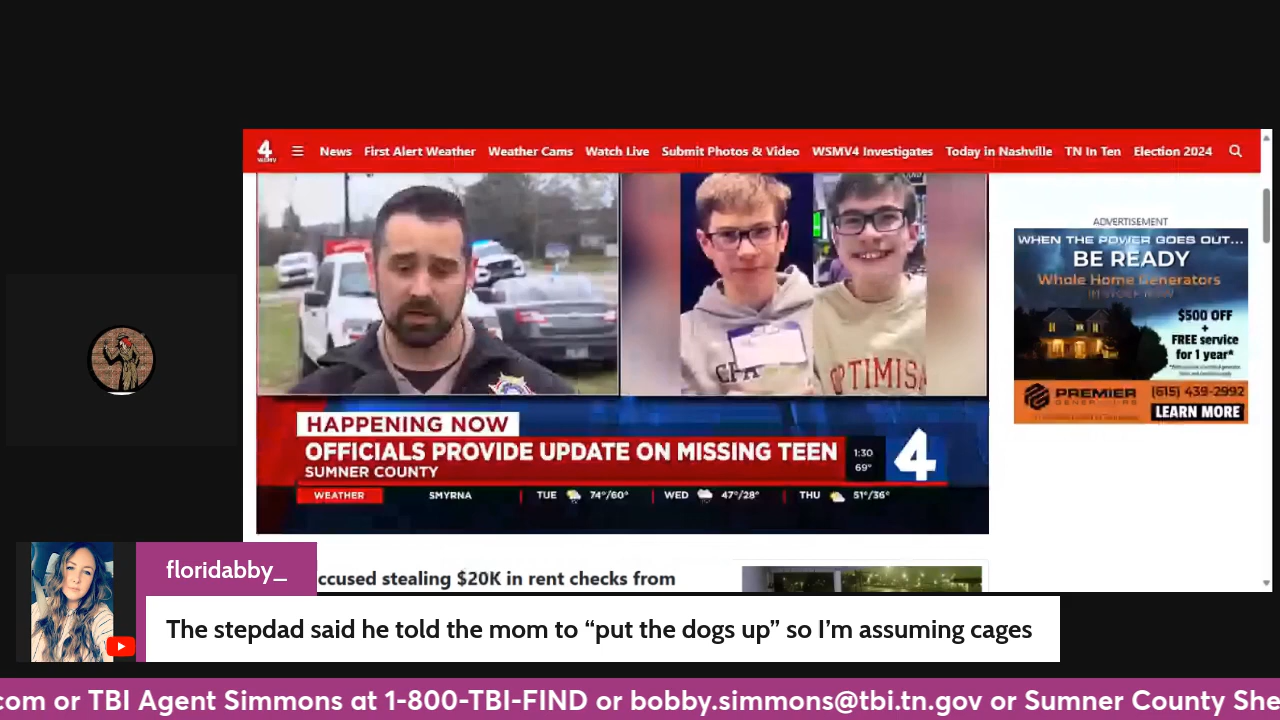 4
News First Alert Weather Weather Cams Watch Live Submit Photos & Video WSMV4 Investigates Today in Nashville TN In Ten Election 2024
ADVERTISEMENT
WHEN THE POWER GOES OUT...
BE READY
Whole Home Generators
$500 OFF
+
FREE service
for 1 year*
PREMIER
(615) 439-2992
LEARN MORE
OPTIMIS
HAPPENING NOW
OFFICIALS PROVIDE UPDATE ON MISSING TEEN
SUMNER COUNTY
1:30
69°
4
WEATHER SMYRNA TUE 74°/60° WED 47°/28° THU 51°/36°
ccused stealing $20K in rent checks from
floridabby_
The stepdad said he told the mom to “put the dogs up” so I’m assuming cages
com or TBI Agent Simmons at 1-800-TBI-FIND or bobby.simmons@tbi.tn.gov or Sumner County She